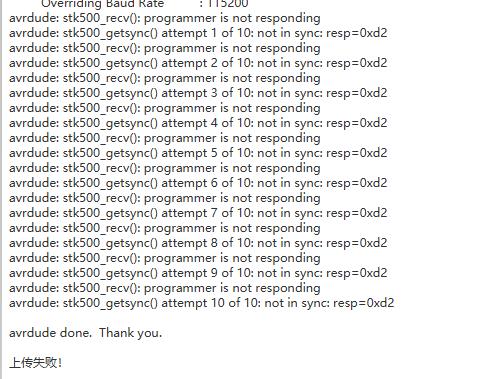 Overriding Baud Rate          : 115200
avrdude: stk500_recv(): programmer is not responding
avrdude: stk500_getsync() attempt 1 of 10: not in sync: resp=0xd2
avrdude: stk500_recv(): programmer is not responding
avrdude: stk500_getsync() attempt 2 of 10: not in sync: resp=0xd2
avrdude: stk500_recv(): programmer is not responding
avrdude: stk500_getsync() attempt 3 of 10: not in sync: resp=0xd2
avrdude: stk500_recv(): programmer is not responding
avrdude: stk500_getsync() attempt 4 of 10: not in sync: resp=0xd2
avrdude: stk500_recv(): programmer is not responding
avrdude: stk500_getsync() attempt 5 of 10: not in sync: resp=0xd2
avrdude: stk500_recv(): programmer is not responding
avrdude: stk500_getsync() attempt 6 of 10: not in sync: resp=0xd2
avrdude: stk500_recv(): programmer is not responding
avrdude: stk500_getsync() attempt 7 of 10: not in sync: resp=0xd2
avrdude: stk500_recv(): programmer is not responding
avrdude: stk500_getsync() attempt 8 of 10: not in sync: resp=0xd2
avrdude: stk500_recv(): programmer is not responding
avrdude: stk500_getsync() attempt 9 of 10: not in sync: resp=0xd2
avrdude: stk500_recv(): programmer is not responding
avrdude: stk500_getsync() attempt 10 of 10: not in sync: resp=0xd2
avrdude done.  Thank you.
上传失败!